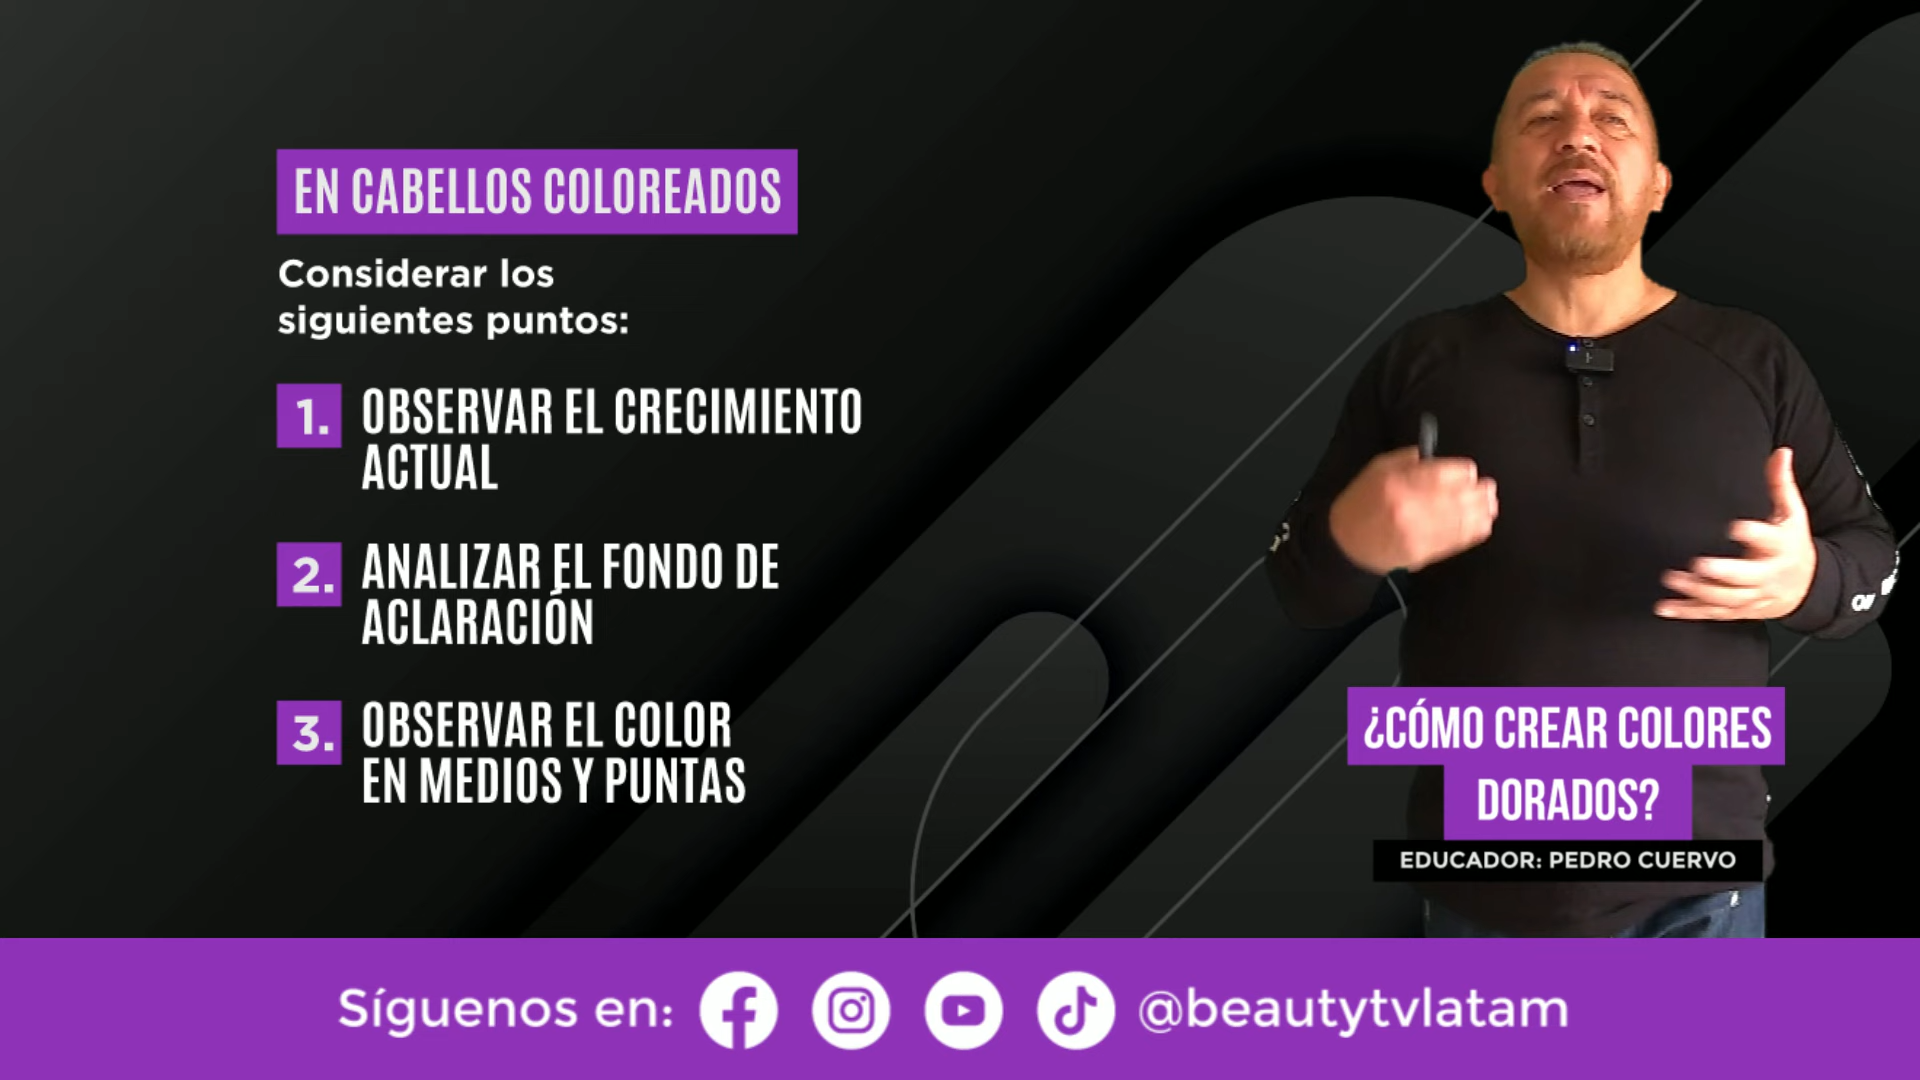 EN CABELLOS COLOREADOS
Considerar los
siguientes puntos:
1. OBSERVAR EL CRECIMIENTO
ACTUAL
2. ANALIZAR EL FONDO DE
ACLARACIÓN
3. OBSERVAR EL COLOR
EN MEDIOS Y PUNTAS
¿CÓMO CREAR COLORES
DORADOS?
EDUCADOR: PEDRO CUERVO
Síguenos en: @beautytvlatam